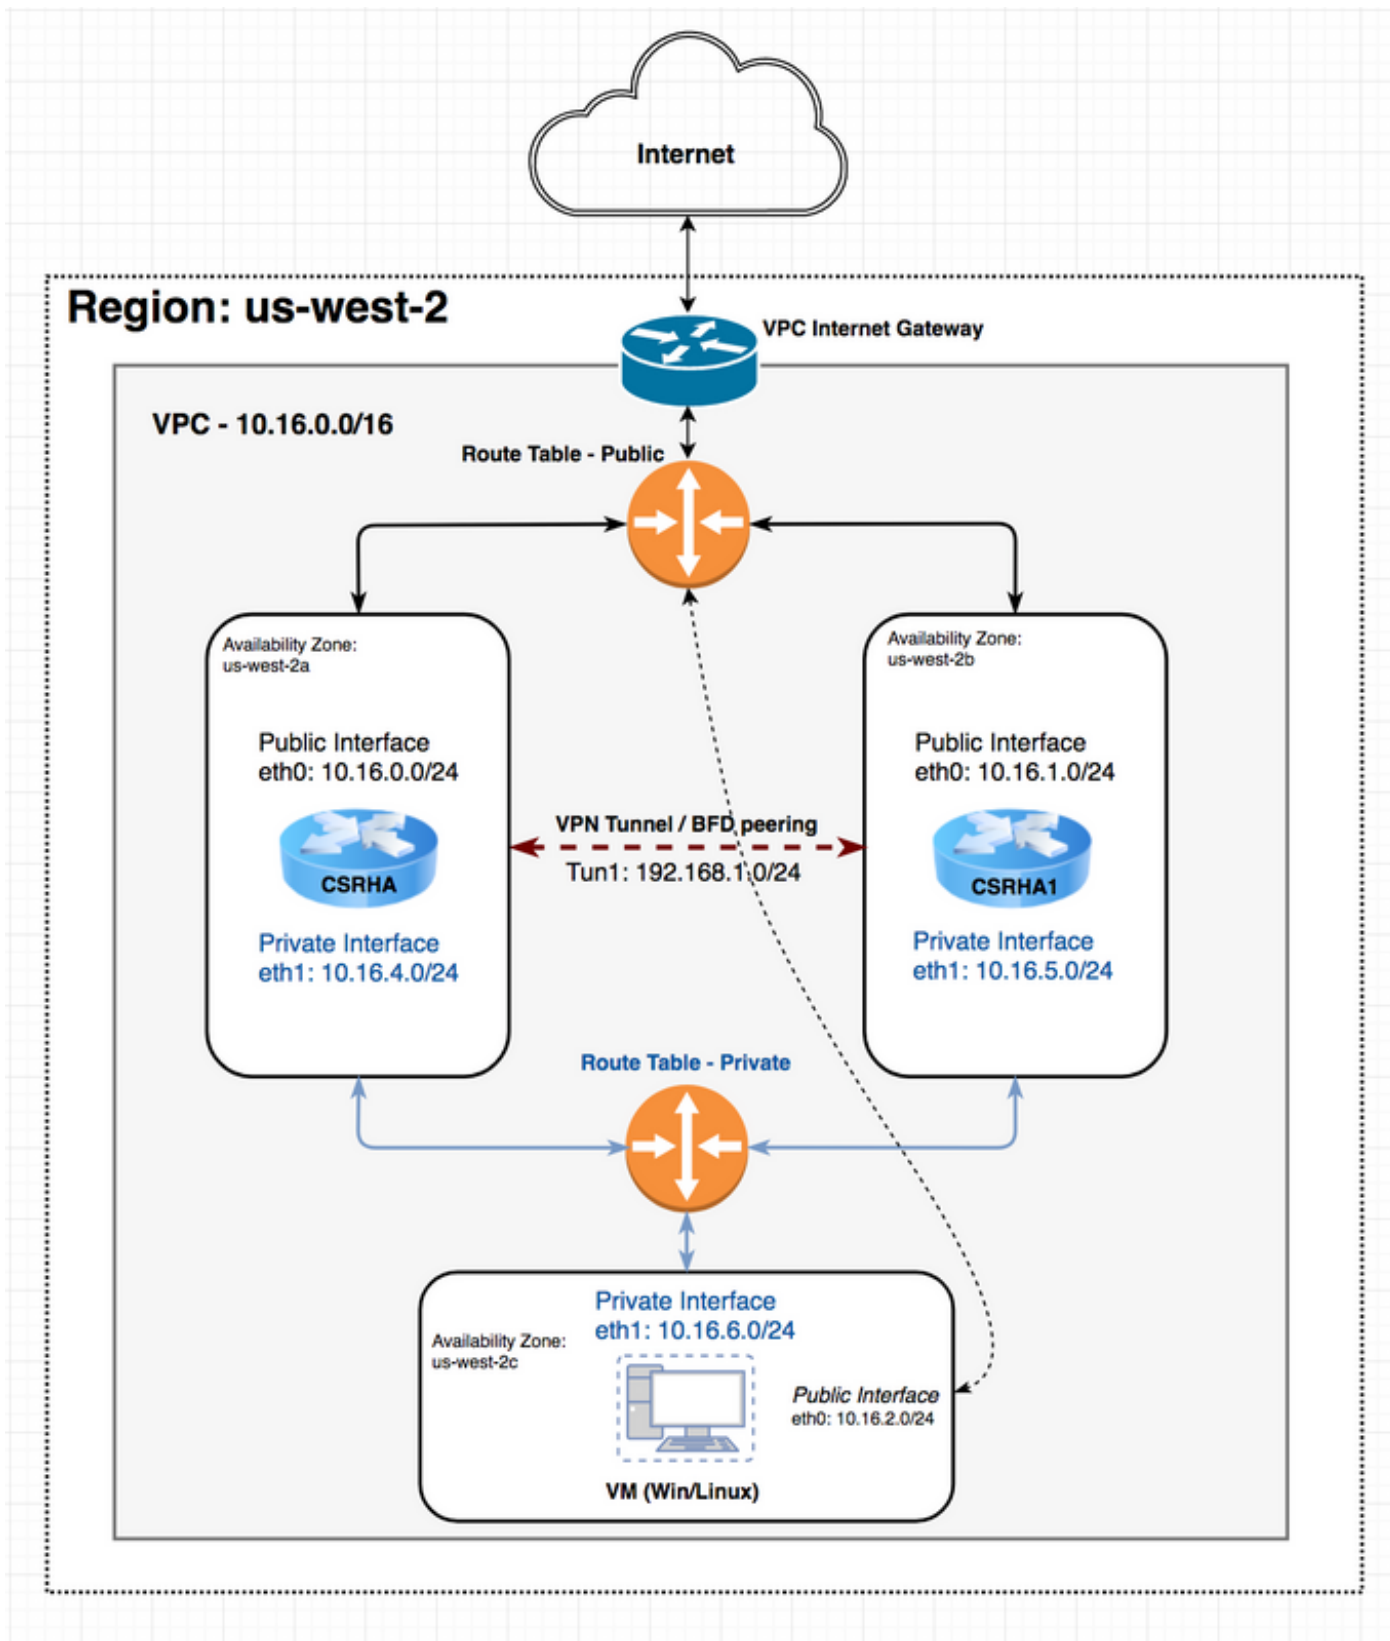 Internet
Region: us-west-2
VPC Internet Gateway
VPC - 10.16.0.0/16
Route Table - Public
Availability Zone:
us-west-2a
Public Interface
eth0: 10.16.0.0/24
CSRHA
Private Interface
eth1: 10.16.4.0/24
VPN Tunnel / BFD peering
Tun1: 192.168.1.0/24
Availability Zone:
us-west-2b
Public Interface
eth0: 10.16.1.0/24
CSRHA1
Private Interface
eth1: 10.16.5.0/24
Route Table - Private
Private Interface
eth1: 10.16.6.0/24
Availability Zone:
us-west-2c
Public Interface
eth0: 10.16.2.0/24
VM (Win/Linux)